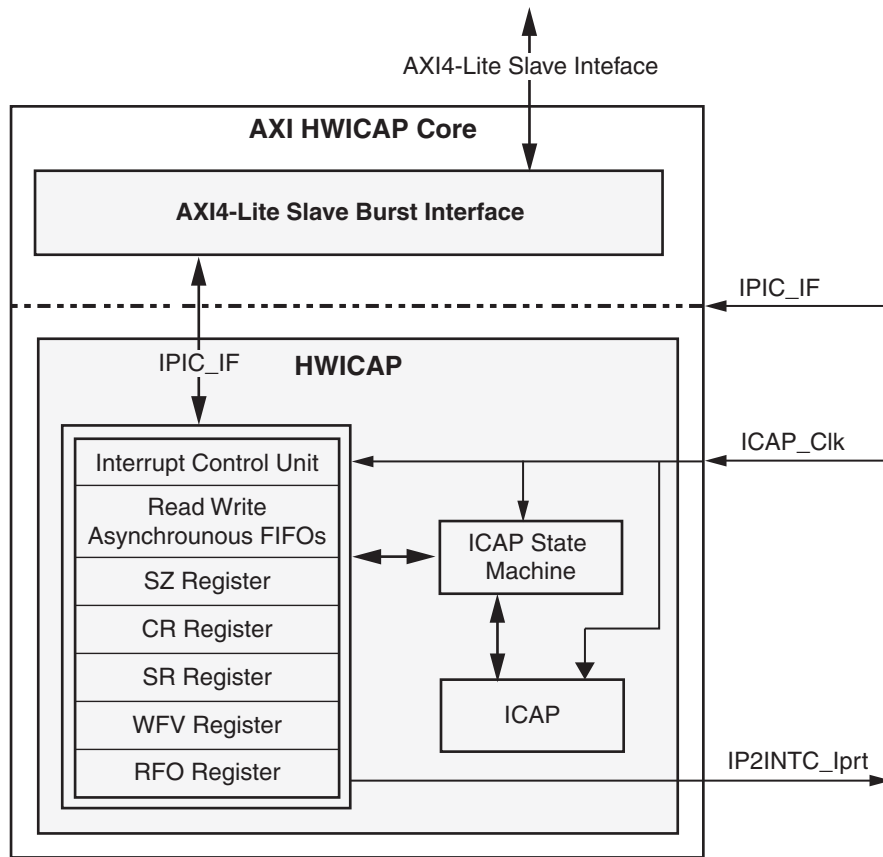 AXI4-Lite Slave Inteface
AXI HWICAP Core
AXI4-Lite Slave Burst Interface
IPIC_IF
IPIC_IF
HWICAP
ICAP_Clk
Interrupt Control Unit
Read Write
Asynchrounous FIFOs
SZ Register
CR Register
SR Register
WFV Register
RFO Register
ICAP State
Machine
ICAP
IP2INTC_Iprt